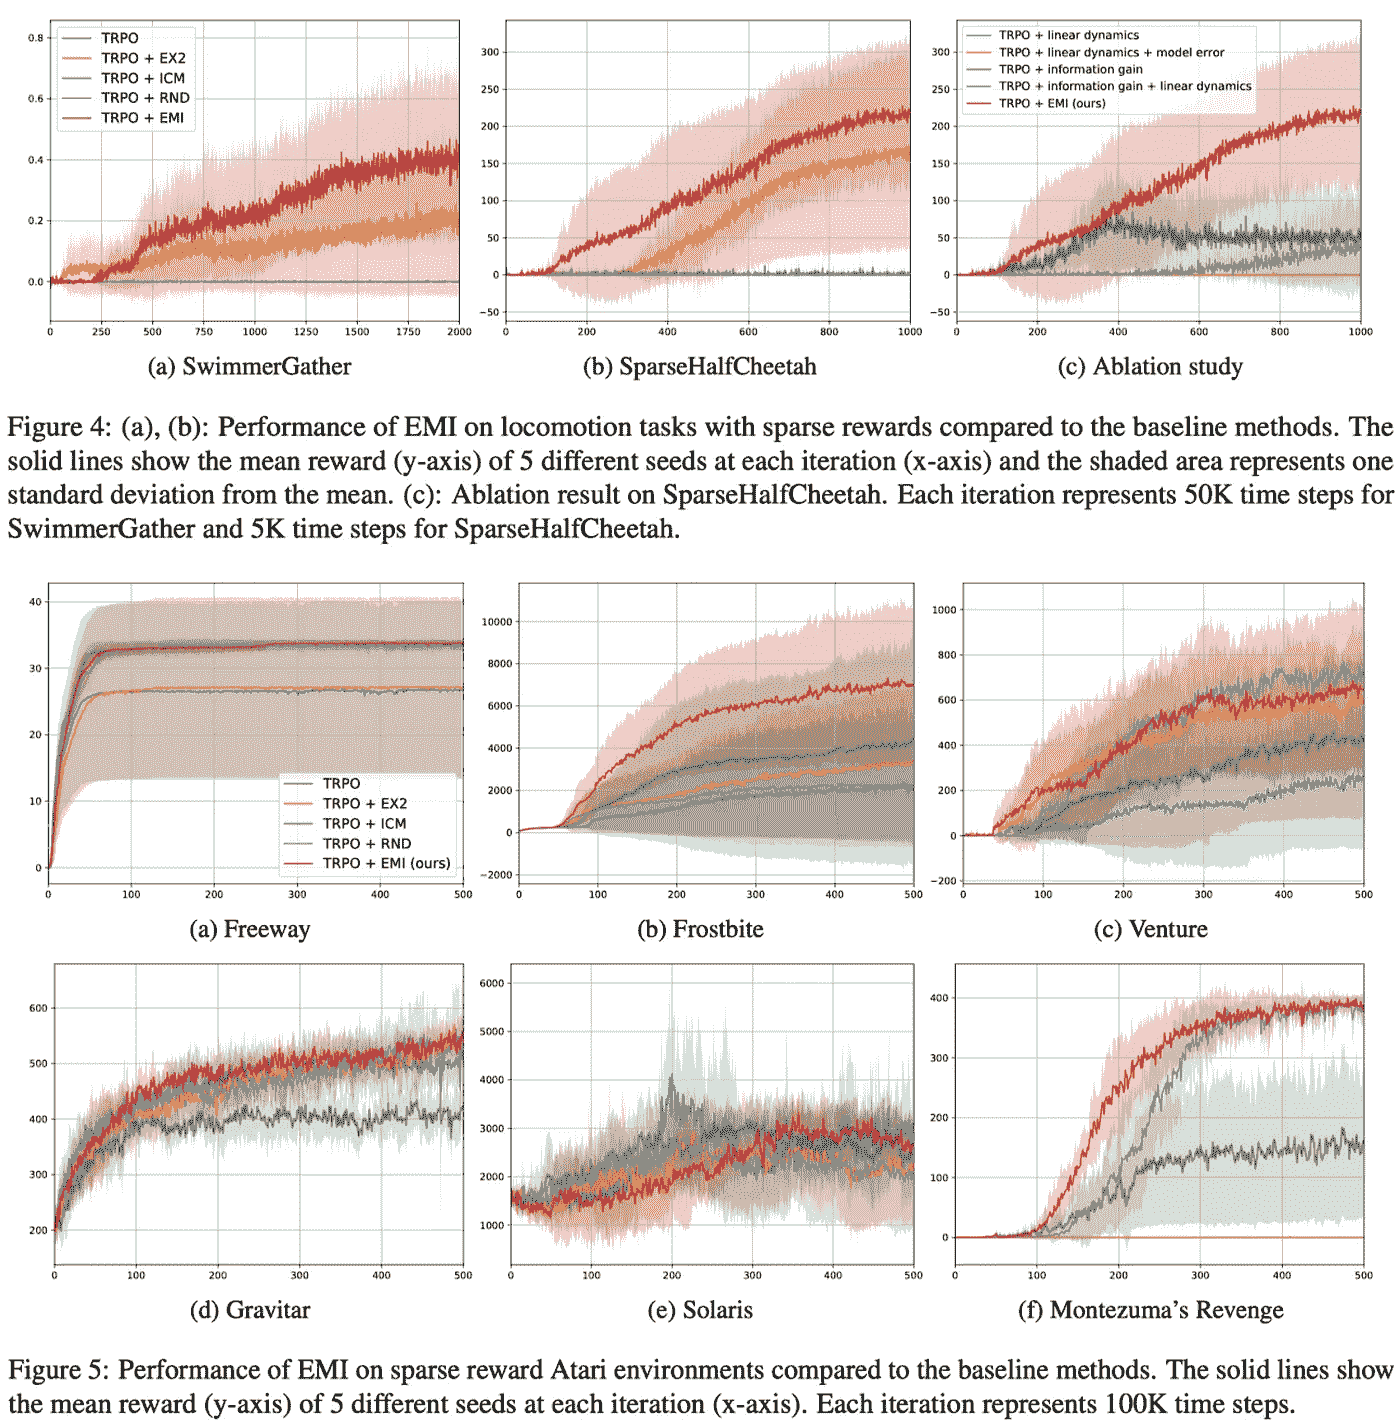 0.8
0.6
0.4
0.2
0.0
0 250 500 750 1000 1250 1500 1750 2000
TRPO
TRPO + EX2
TRPO + ICM
TRPO + RND
TRPO + EMI
(a) SwimmerGather
300
250
200
150
100
50
0
−50
0 200 400 600 800 1000
(b) SparseHalfCheetah
300
250
200
150
100
50
0
−50
0 200 400 600 800 1000
TRPO + linear dynamics
TRPO + linear dynamics + model error
TRPO + information gain
TRPO + information gain + linear dynamics
TRPO + EMI (ours)
(c) Ablation study
Figure 4: (a), (b): Performance of EMI on locomotion tasks with sparse rewards compared to the baseline methods. The
solid lines show the mean reward (y-axis) of 5 different seeds at each iteration (x-axis) and the shaded area represents one
standard deviation from the mean. (c): Ablation result on SparseHalfCheetah. Each iteration represents 50K time steps for
SwimmerGather and 5K time steps for SparseHalfCheetah.
40
30
20
10
0
0 100 200 300 400 500
TRPO
TRPO + EX2
TRPO + ICM
TRPO + RND
TRPO + EMI (ours)
(a) Freeway
10000
8000
6000
4000
2000
0
−2000
0 100 200 300 400 500
(b) Frostbite
1000
800
600
400
200
0
−200
0 100 200 300 400 500
(c) Venture
600
500
400
300
200
0 100 200 300 400 500
(d) Gravitar
6000
5000
4000
3000
2000
1000
0 100 200 300 400 500
(e) Solaris
400
300
200
100
0
0 100 200 300 400 500
(f) Montezuma's Revenge
Figure 5: Performance of EMI on sparse reward Atari environments compared to the baseline methods. The solid lines show
the mean reward (y-axis) of 5 different seeds at each iteration (x-axis). Each iteration represents 100K time steps.